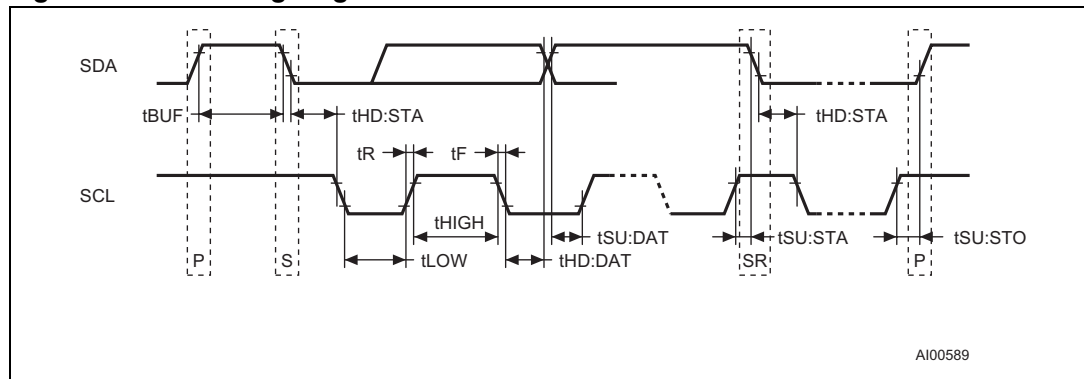 SDA
tBUF
tHD:STA
tHD:STA
tR
tF
SCL
tHIGH
tSU:DAT
tSU:STA
tSU:STO
P
S
tLOW
tHD:DAT
SR
P
AI00589